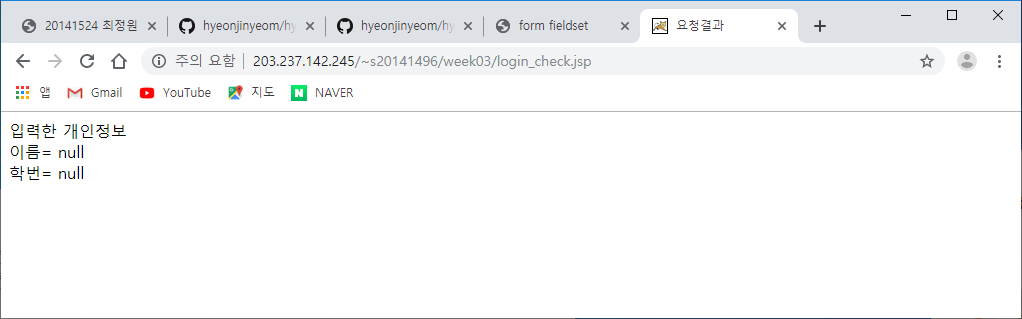 20141524 최정원
hyeonjinyeom/hy
hyeonjinyeom/hy
form fieldset
요청결과
주의 요함 | 203.237.142.245/~s20141496/week03/login_check.jsp
앱 Gmail YouTube 지도 NAVER
입력한 개인정보
이름= null
학번= null